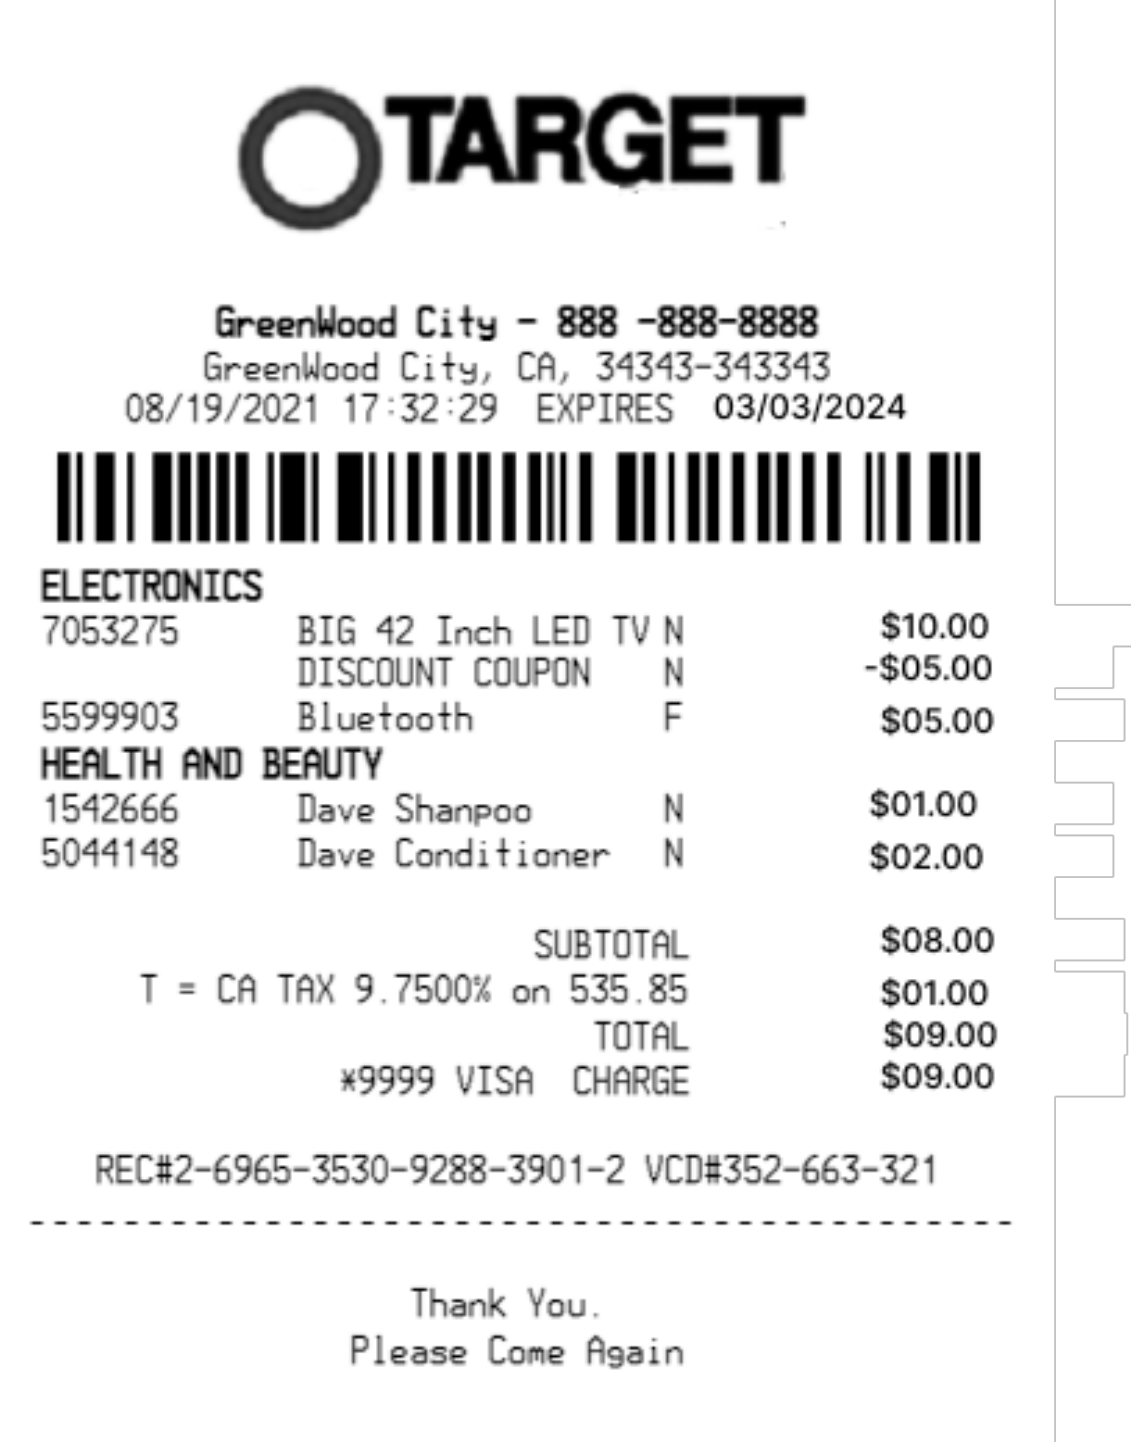 TARGET
GreenWood City - 888 -888-8888
GreenWood City, CA, 34343-343343
08/19/2021 17:32:29 EXPIRES 03/03/2024
ELECTRONICS
7053275 BIG 42 Inch LED TV N $10.00
DISCOUNT COUPON N -$05.00
5599903 Bluetooth F $05.00
HEALTH AND BEAUTY
1542666 Dave Shanpoo N $01.00
5044148 Dave Conditioner N $02.00
SUBTOTAL $08.00
T = CA TAX 9.7500% on 535.85 $01.00
TOTAL $09.00
*9999 VISA CHARGE $09.00
REC#2-6965-3530-9288-3901-2 VCD#352-663-321
Thank You.
Please Come Again